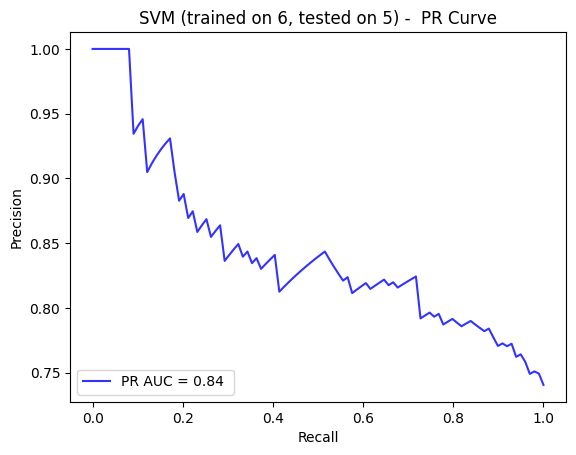 SVM (trained on 6, tested on 5) -  PR Curve
1.00
0.95
0.90
0.85
0.80
0.75
Precision
PR AUC = 0.84
0.0 0.2 0.4 0.6 0.8 1.0
Recall